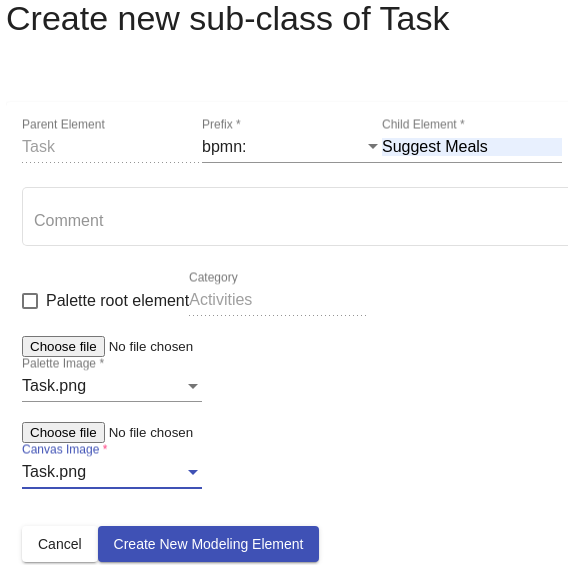 Create new sub-class of Task
Parent Element
Prefix *
Child Element *
Task
bpmn:
Suggest Meals
Comment
Category
Palette root element
Activities
Choose file No file chosen
Palette Image *
Task.png
Choose file No file chosen
Canvas Image *
Task.png
Cancel
Create New Modeling Element